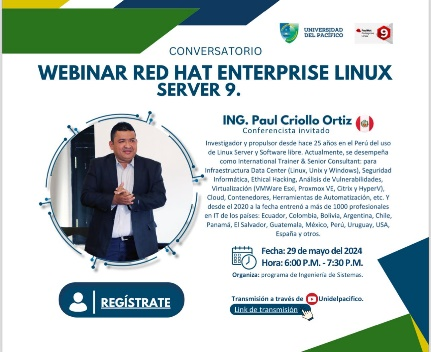 UNIVERSIDAD
DEL PACÍFICO
9
CONVERSATORIO
WEBINAR RED HAT ENTERPRISE LINUX
SERVER 9.
ING. Paul Criollo Ortiz
Conferencista invitado
Investigador y propulsor desde hace 25 años en el Perú del uso
de Linux Server y Software libre. Actualmente, se desempeña
como International Trainer & Senior Consultant: para
Infraestructura Data Center (Linux, Unix y Windows), Seguridad
Informática, Ethical Hacking, Análisis de Vulnerabilidades,
Virtualización (VMWare Esxi, Proxmox VE, Citrix y HyperV),
Cloud, Contenedores, Herramientas de Automatización, etc. Y
desde el 2020 a la fecha entrenó a más de 1000 profesionales
en IT de los países: Ecuador, Colombia, Bolivia, Argentina, Chile,
Panamá, El Salvador, Guatemala, México, Perú, Uruguay, USA,
España y otros.
Fecha: 29 de mayo del 2024
Hora: 6:00 P.M. - 7:30 P.M.
Organiza: programa de Ingeniería de Sistemas.
REGÍSTRATE
Transmisión a través de Unidelpacifico.
Link de transmisión